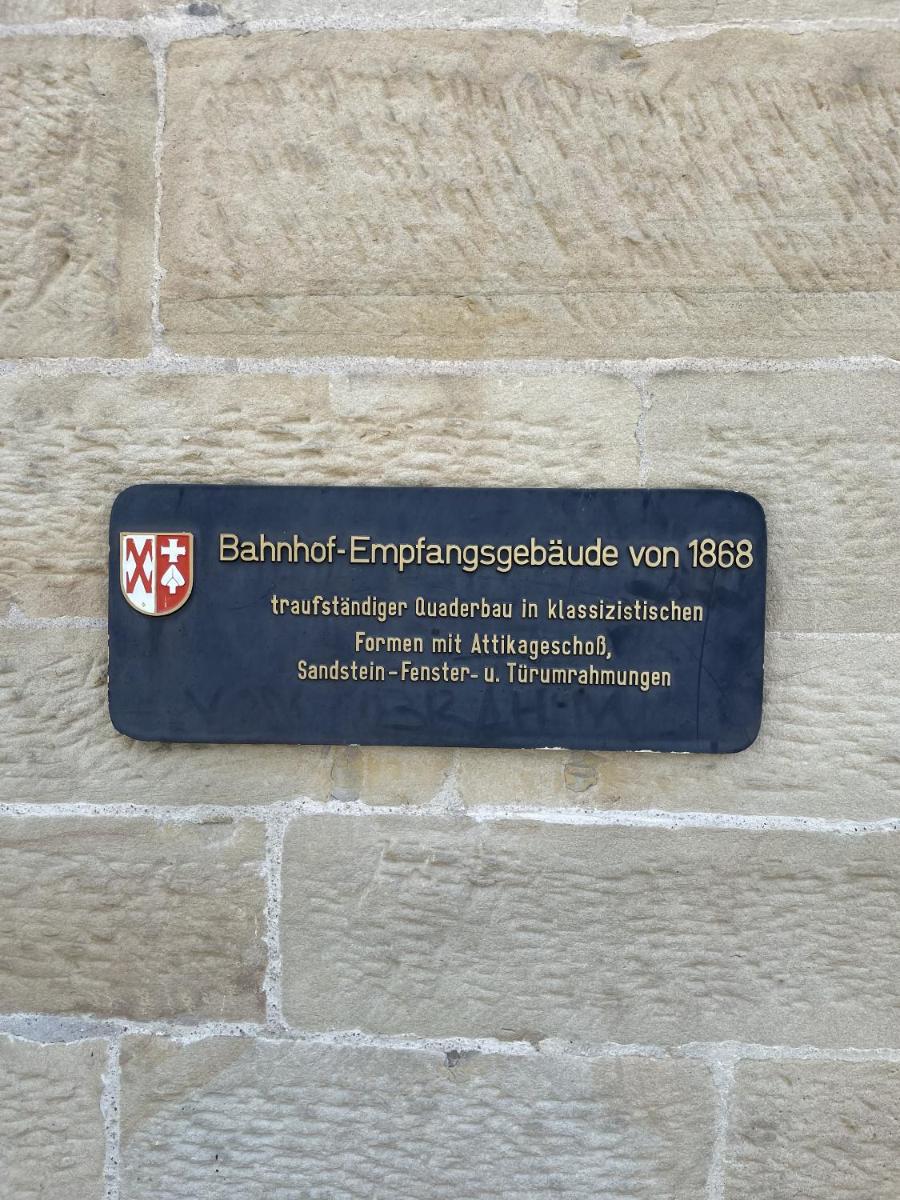 Bahnhof-Empfangsgebäude von 1868
traufständiger Quaderbau in klassizistischen
Formen mit Attikageschoß,
Sandstein-Fenster- u. Türumrahmungen